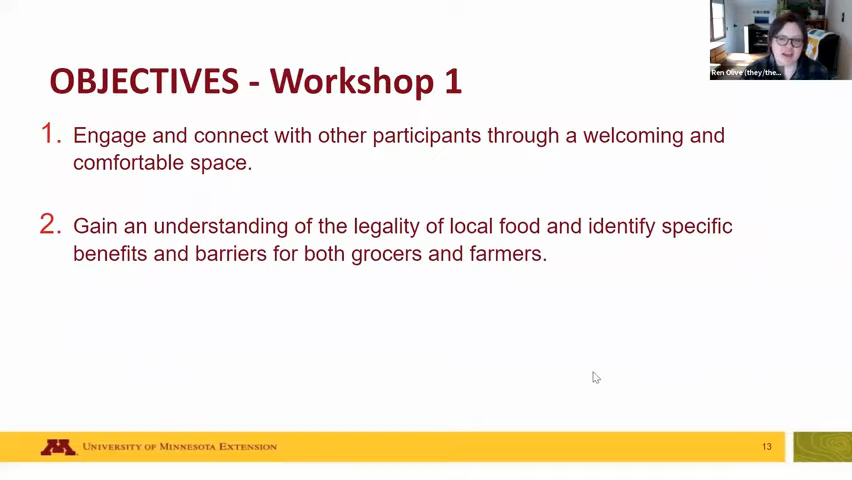 OBJECTIVES - Workshop 1
1. Engage and connect with other participants through a welcoming and
comfortable space.
2. Gain an understanding of the legality of local food and identify specific
benefits and barriers for both grocers and farmers.
Ren Olive (they/the...
M UNIVERSITY OF MINNESOTA EXTENSION
13